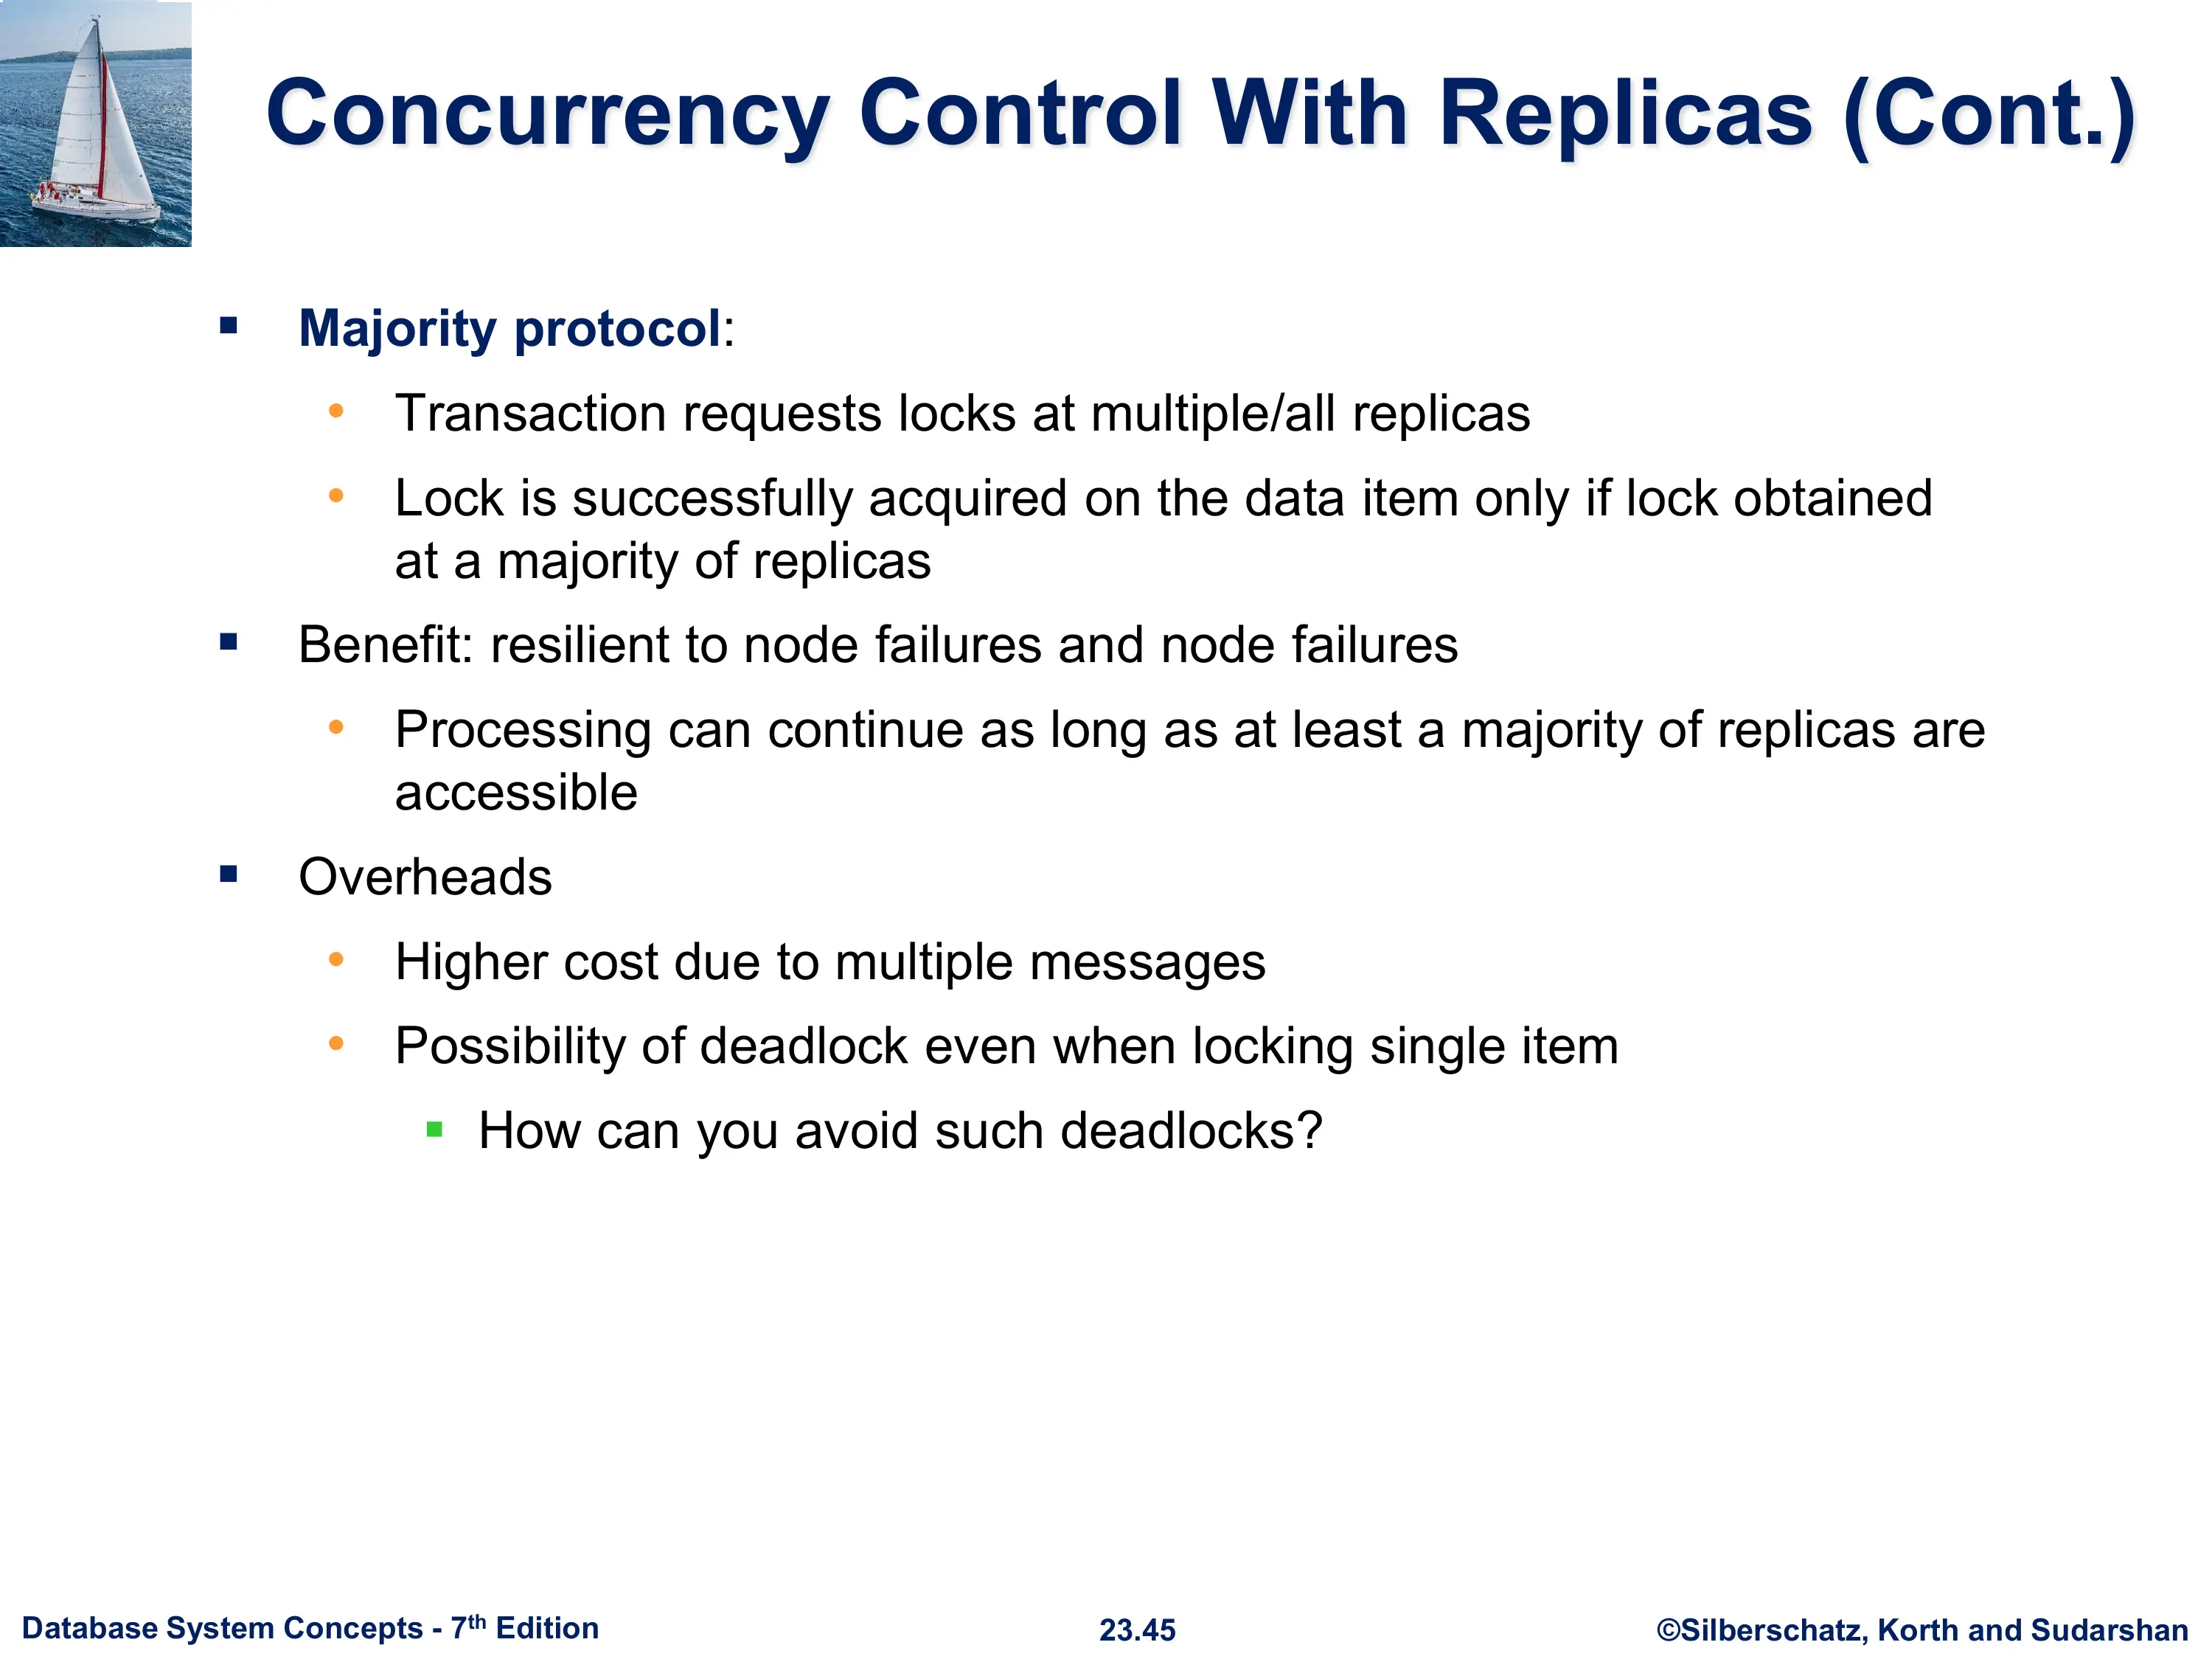 Concurrency Control With Replicas (Cont.)
▪ Majority protocol:
• Transaction requests locks at multiple/all replicas
• Lock is successfully acquired on the data item only if lock obtained
at a majority of replicas
▪ Benefit: resilient to node failures and node failures
• Processing can continue as long as at least a majority of replicas are
accessible
▪ Overheads
• Higher cost due to multiple messages
• Possibility of deadlock even when locking single item
▪ How can you avoid such deadlocks?
Database System Concepts - 7th Edition
23.45
©Silberschatz, Korth and Sudarshan